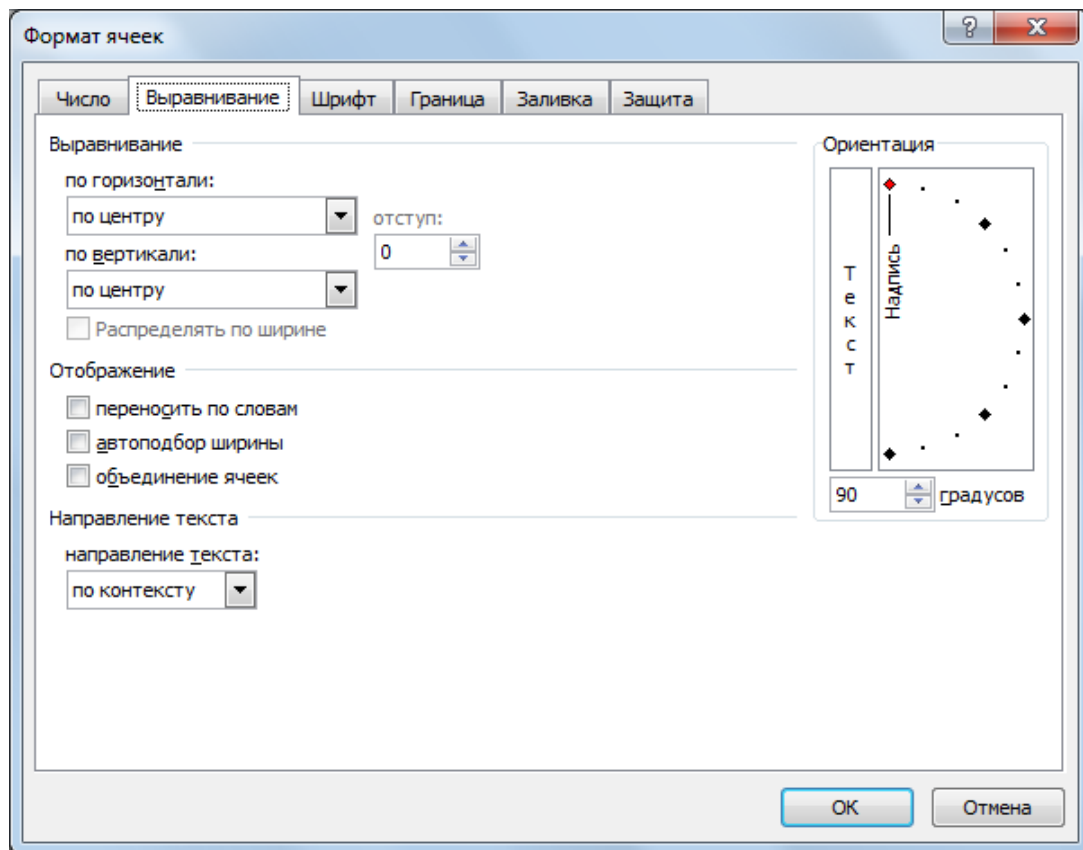 Формат ячеек
Число Выравнивание Шрифт Граница Заливка Защита
Выравнивание
по горизонтали:
по центру
отступ:
0
по вертикали:
по центру
Распределять по ширине
Отображение
переносить по словам
автоподбор ширины
объединение ячеек
Направление текста
направление текста:
по контексту
Ориентация
Текст
Надпись
90 градусов
ОК Отмена